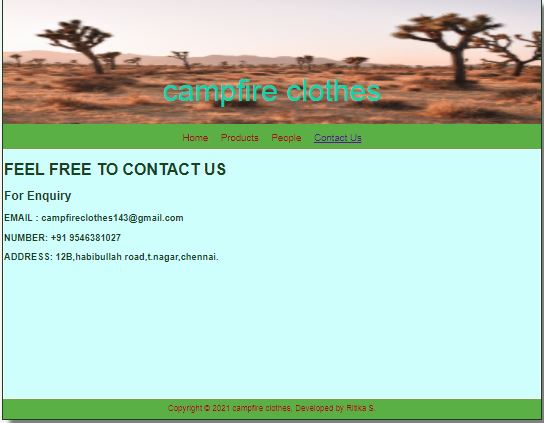 campfire clothes
Home Products People Contact Us
FEEL FREE TO CONTACT US
For Enquiry
EMAIL : campfireclothes143@gmail.com
NUMBER: +91 9546381027
ADDRESS: 12B,habibullah road,t.nagar,chennai.
Copyright © 2021 campfire clothes, Developed by Ritika S